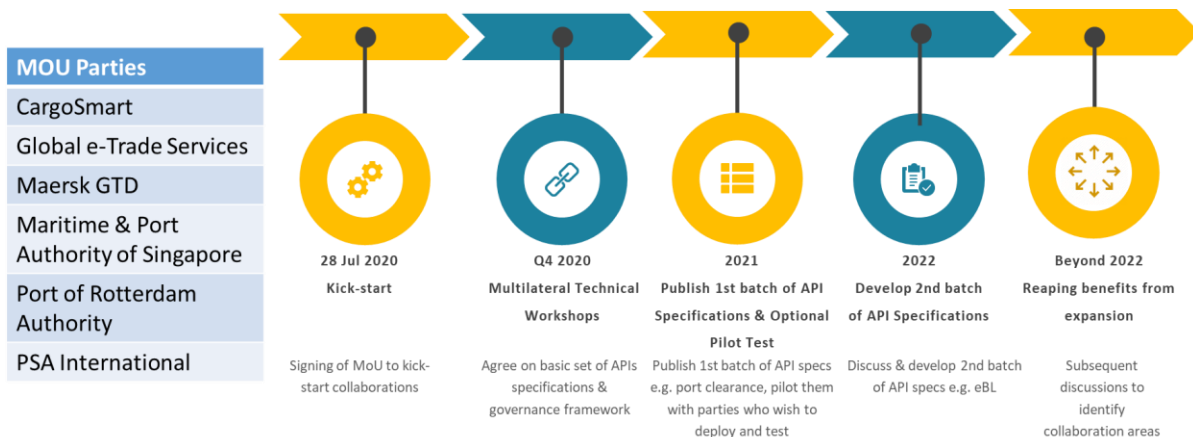 MOU Parties
CargoSmart
Global e-Trade Services
Maersk GTD
Maritime & Port
Authority of Singapore
Port of Rotterdam
Authority
PSA International
28 Jul 2020
Kick-start
Signing of MoU to kick-
start collaborations
Q4 2020
Multilateral Technical
Workshops
Agree on basic set of APIs
specifications &
governance framework
2021
Publish 1st batch of API
Specifications & Optional
Pilot Test
Publish 1st batch of API specs
e.g. port clearance, pilot them
with parties who wish to
deploy and test
2022
Develop 2nd batch
of API Specifications
Discuss & develop 2nd batch
of API specs e.g. eBL
Beyond 2022
Reaping benefits from
expansion
Subsequent
discussions to
identify
collaboration areas